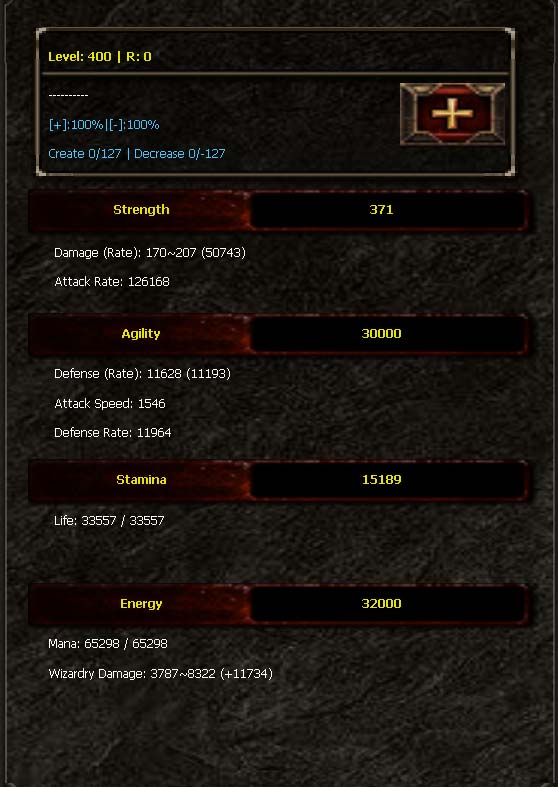 Level: 400 | R: 0
----------
[+]:100%|[-]:100%
Create 0/127 | Decrease 0/-127
Strength 371
Damage (Rate): 170~207 (50743)
Attack Rate: 126168
Agility 30000
Defense (Rate): 11628 (11193)
Attack Speed: 1546
Defense Rate: 11964
Stamina 15189
Life: 33557 / 33557
Energy 32000
Mana: 65298 / 65298
Wizardry Damage: 3787~8322 (+11734)